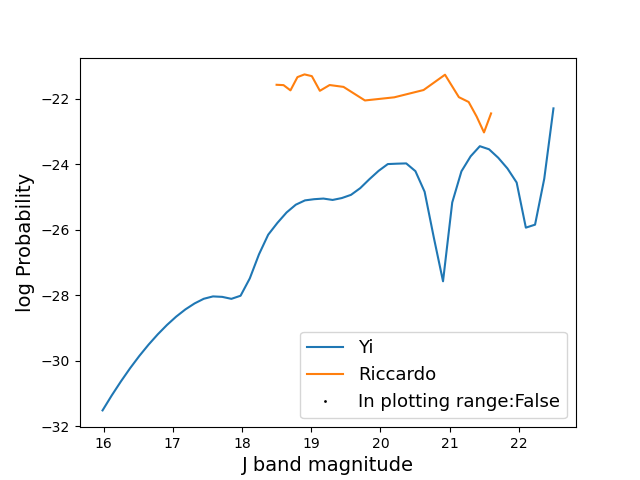 −22
−24
−26
−28
−30
−32
log Probability
Yi
Riccardo
In plotting range:False
16 17 18 19 20 21 22
J band magnitude